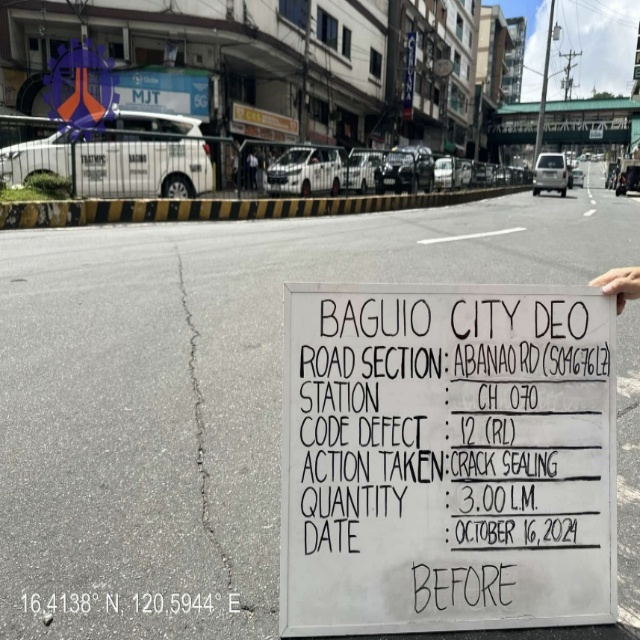 MJT
5G
BAGUIO CITY DEO
ROAD SECTION: ABANAO RD (S04676LZ)
STATION : CH 070
CODE DEFECT : 12 (RL)
ACTION TAKEN: CRACK SEALING
QUANTITY : 3.00 L.M.
DATE : OCTOBER 16, 2024
BEFORE
16.4138° N, 120.5944° E